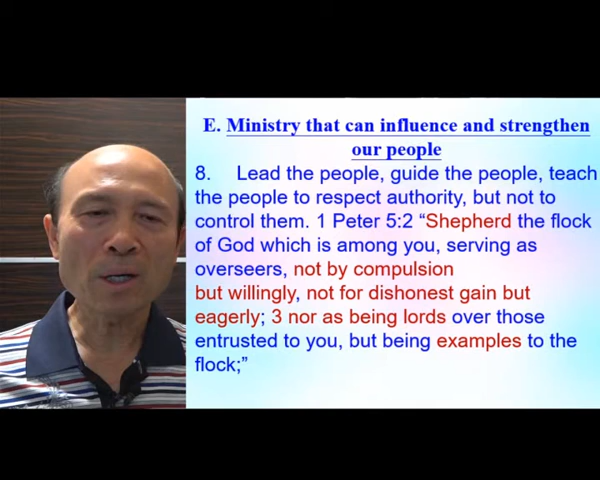 E. Ministry that can influence and strengthen
our people
8. Lead the people, guide the people, teach
the people to respect authority, but not to
control them. 1 Peter 5:2 “Shepherd the flock
of God which is among you, serving as
overseers, not by compulsion
but willingly, not for dishonest gain but
eagerly; 3 nor as being lords over those
entrusted to you, but being examples to the
flock;”